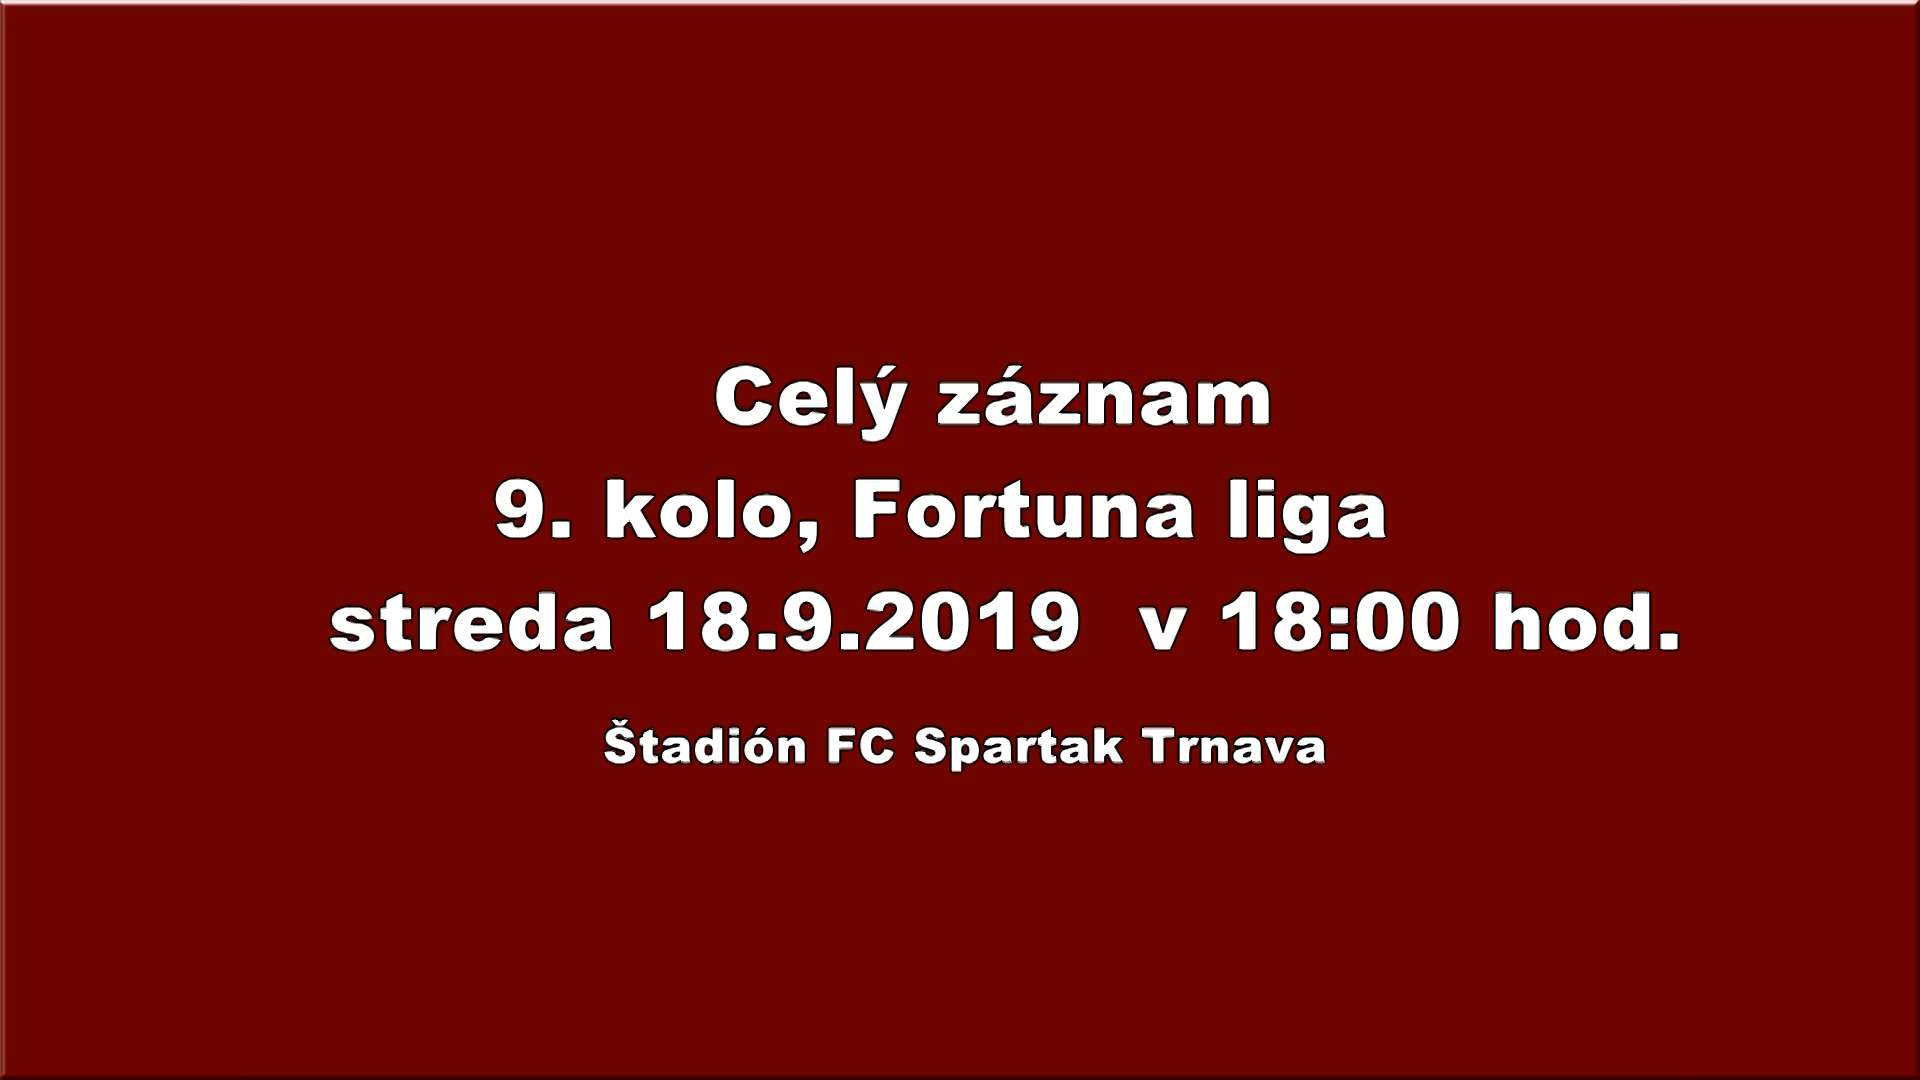 Celý záznam
9. kolo, Fortuna liga
streda 18.9.2019  v 18:00 hod.
Štadión FC Spartak Trnava